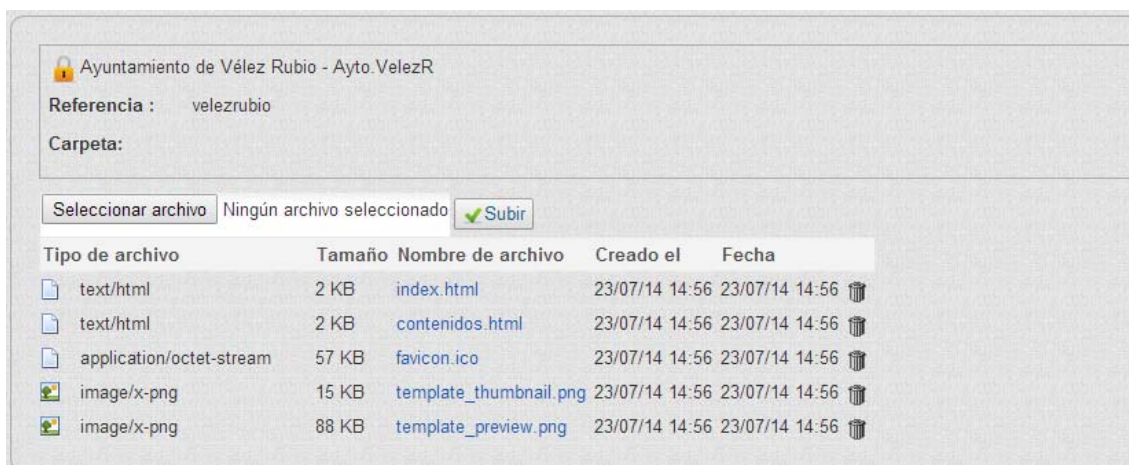 Ayuntamiento de Vélez Rubio - Ayto.VelezR
Referencia : velezrubio
Carpeta:
Seleccionar archivo Ningún archivo seleccionado Subir
Tipo de archivo Tamaño Nombre de archivo Creado el Fecha
text/html 2 KB index.html 23/07/14 14:56 23/07/14 14:56
text/html 2 KB contenidos.html 23/07/14 14:56 23/07/14 14:56
application/octet-stream 57 KB favicon.ico 23/07/14 14:56 23/07/14 14:56
image/x-png 15 KB template_thumbnail.png 23/07/14 14:56 23/07/14 14:56
image/x-png 88 KB template_preview.png 23/07/14 14:56 23/07/14 14:56